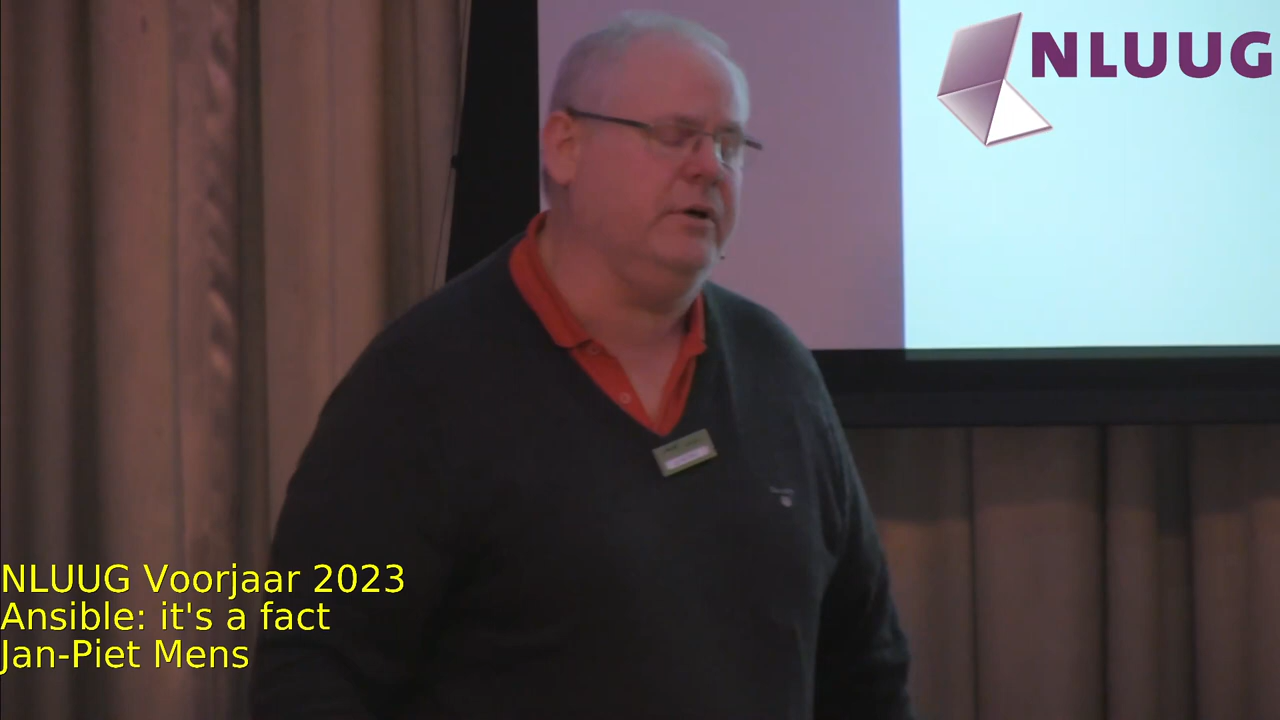 NLUUG
NLUUG Voorjaar 2023
Ansible: it's a fact
Jan-Piet Mens